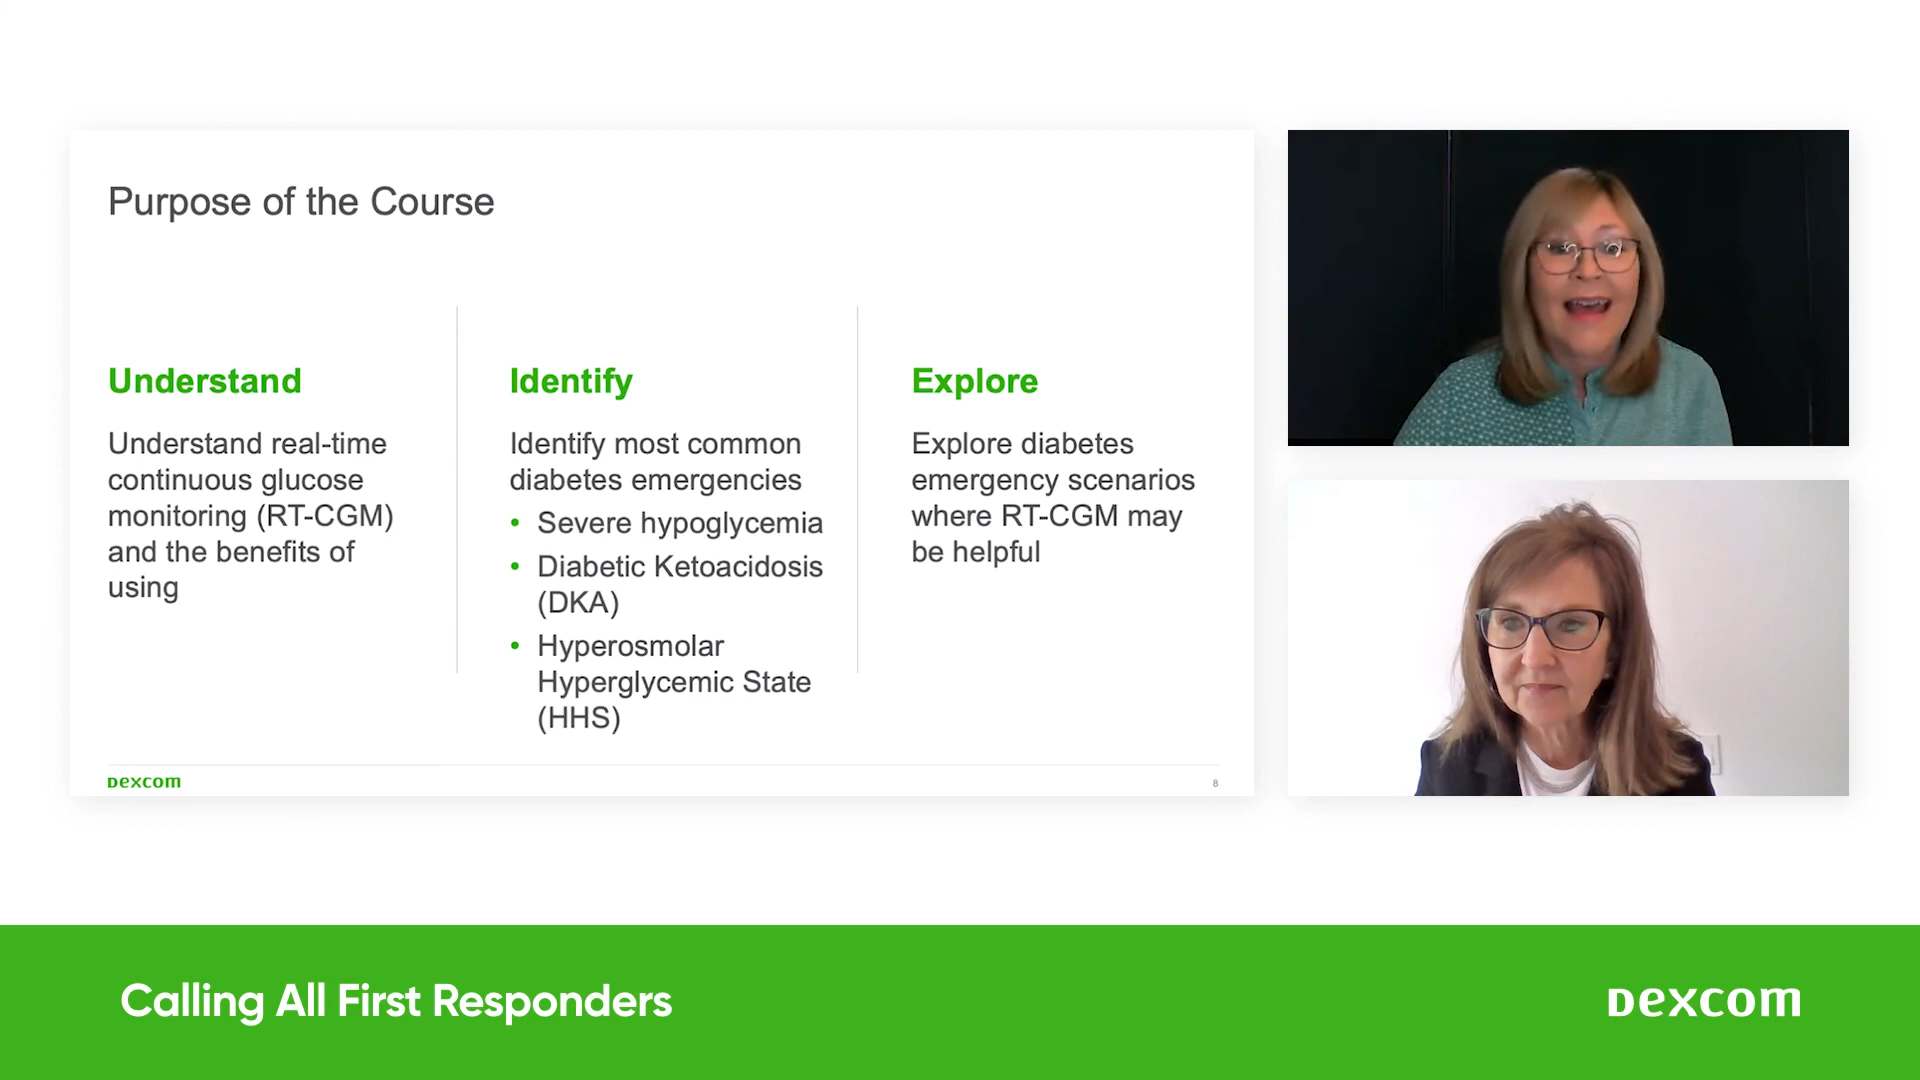 Purpose of the Course
Understand
Understand real-time
continuous glucose
monitoring (RT-CGM)
and the benefits of
using
Identify
Identify most common
diabetes emergencies
• Severe hypoglycemia
• Diabetic Ketoacidosis
(DKA)
• Hyperosmolar
Hyperglycemic State
(HHS)
Explore
Explore diabetes
emergency scenarios
where RT-CGM may
be helpful
Dexcom
8
Calling All First Responders
Dexcom